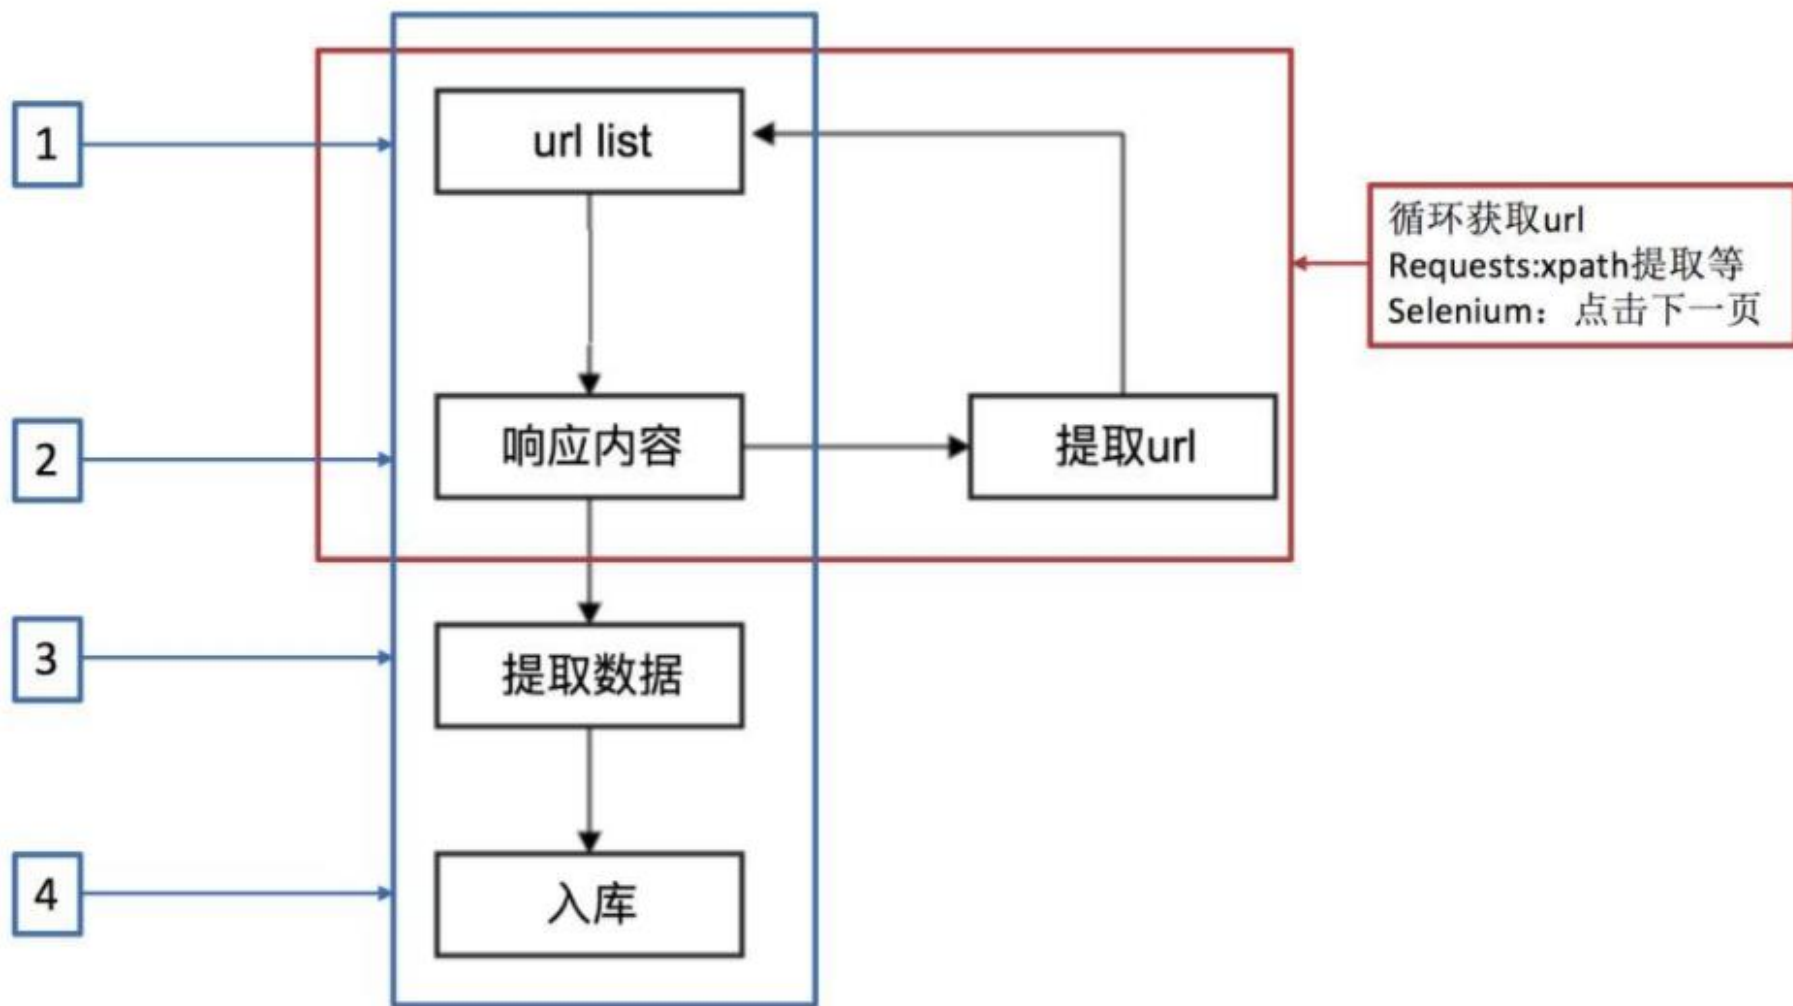 1
url list
循环获取url
Requests:xpath提取等
Selenium：点击下一页
2
响应内容
提取url
3
提取数据
4
入库